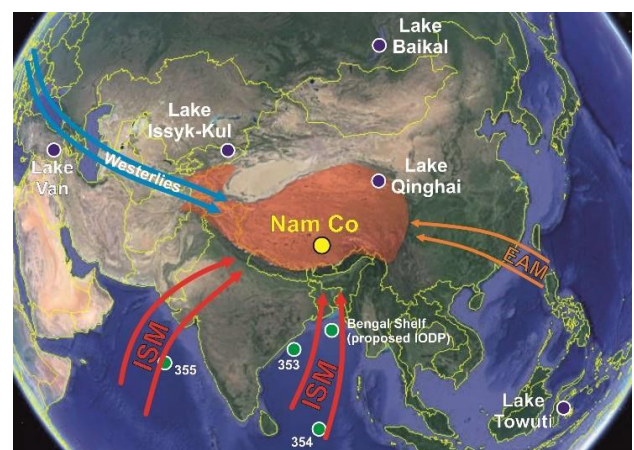 Lake
Baikal
Lake
Issyk-Kul
Lake
Van
Westerlies
Lake
Qinghai
Nam Co
EAM
ISM
355
353
Bengal Shelf
(proposed IODP)
ISM
354
Lake
Towuti